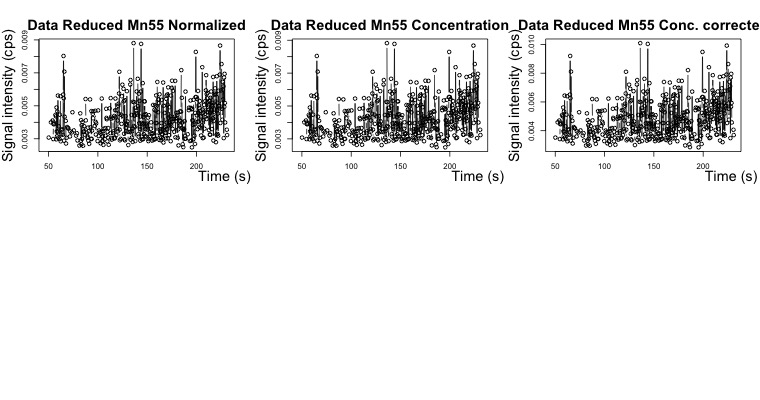 Data Reduced Mn55 Normalized
Signal intensity (cps)
0.003 0.005 0.007 0.009
50 100 150 200
Time (s)
Data Reduced Mn55 Concentration
Signal intensity (cps)
0.003 0.005 0.007 0.009
50 100 150 200
Time (s)
Data Reduced Mn55 Conc. correcte
Signal intensity (cps)
0.004 0.006 0.008 0.010
50 100 150 200
Time (s)